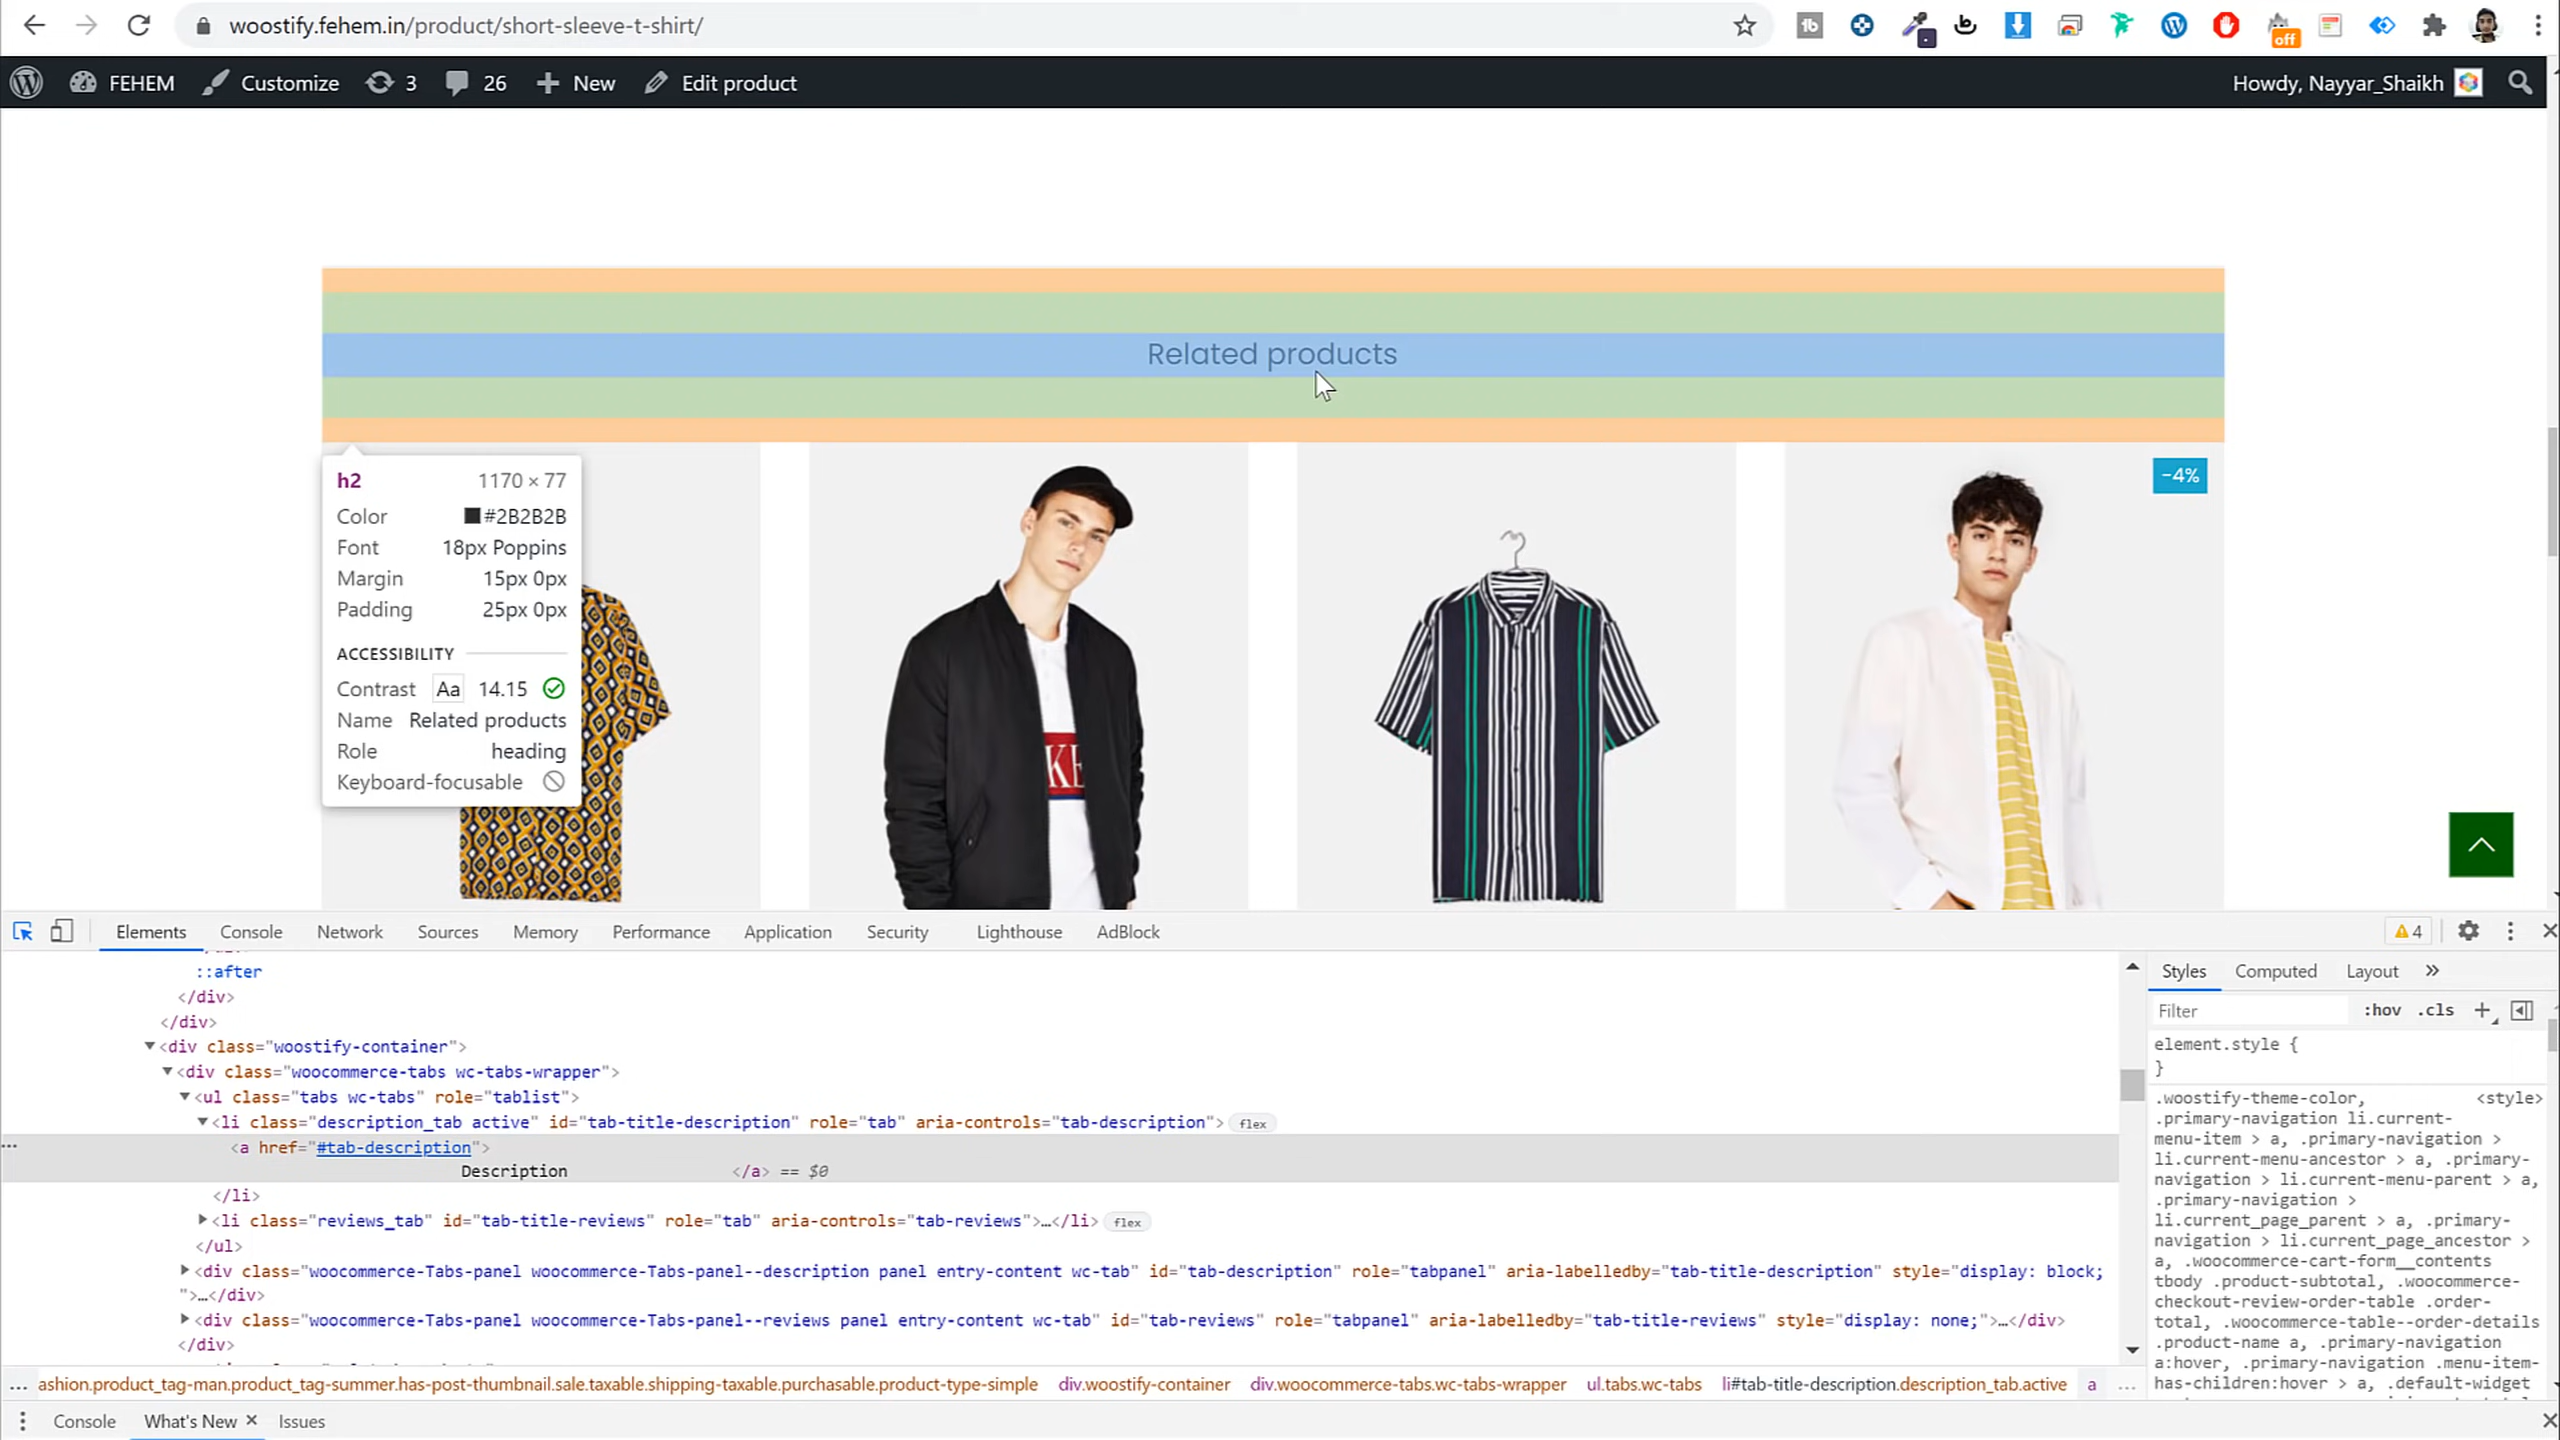 woostify.fehem.in/product/short-sleeve-t-shirt/
off
FEHEM Customize 3 26 New Edit product Howdy, Nayyar_Shaikh
Related products
-4%
h2 1170 × 77
Color #2B2B2B
Font 18px Poppins
Margin 15px 0px
Padding 25px 0px
ACCESSIBILITY
Contrast Aa 14.15
Name Related products
Role heading
Keyboard-focusable
KE
Elements Console Network Sources Memory Performance Application Security Lighthouse AdBlock 4
::after
</div>
</div>
<div class="woostify-container">
<div class="woocommerce-tabs wc-tabs-wrapper">
<ul class="tabs wc-tabs" role="tablist">
<li class="description_tab active" id="tab-title-description" role="tab" aria-controls="tab-description"> flex
<a href="#tab-description">
Description </a> == $0
</li>
<li class="reviews_tab" id="tab-title-reviews" role="tab" aria-controls="tab-reviews">…</li> flex
</ul>
<div class="woocommerce-Tabs-panel woocommerce-Tabs-panel--description panel entry-content wc-tab" id="tab-description" role="tabpanel" aria-labelledby="tab-title-description" style="display: block;
">…</div>
<div class="woocommerce-Tabs-panel woocommerce-Tabs-panel--reviews panel entry-content wc-tab" id="tab-reviews" role="tabpanel" aria-labelledby="tab-title-reviews" style="display: none;">…</div>
</div>
Styles Computed Layout »
Filter :hov .cls +
element.style {
}
.woostify-theme-color, <style>
.primary-navigation li.current-
menu-item > a, .primary-navigation >
li.current-menu-ancestor > a, .primary-
navigation > li.current-menu-parent > a,
.primary-navigation >
li.current_page_parent > a, .primary-
navigation > li.current_page_ancestor >
a, .woocommerce-cart-form__contents
tbody .product-subtotal, .woocommerce-
checkout-review-order-table .order-
total, .woocommerce-table--order-details
.product-name a, .primary-navigation
a:hover, .primary-navigation .menu-item-
has-children:hover > a, .default-widget
... ashion.product_tag-man.product_tag-summer.has-post-thumbnail.sale.taxable.shipping-taxable.purchasable.product-type-simple div.woostify-container div.woocommerce-tabs.wc-tabs-wrapper ul.tabs.wc-tabs li#tab-title-description.description_tab.active a ...
Console What's New × Issues